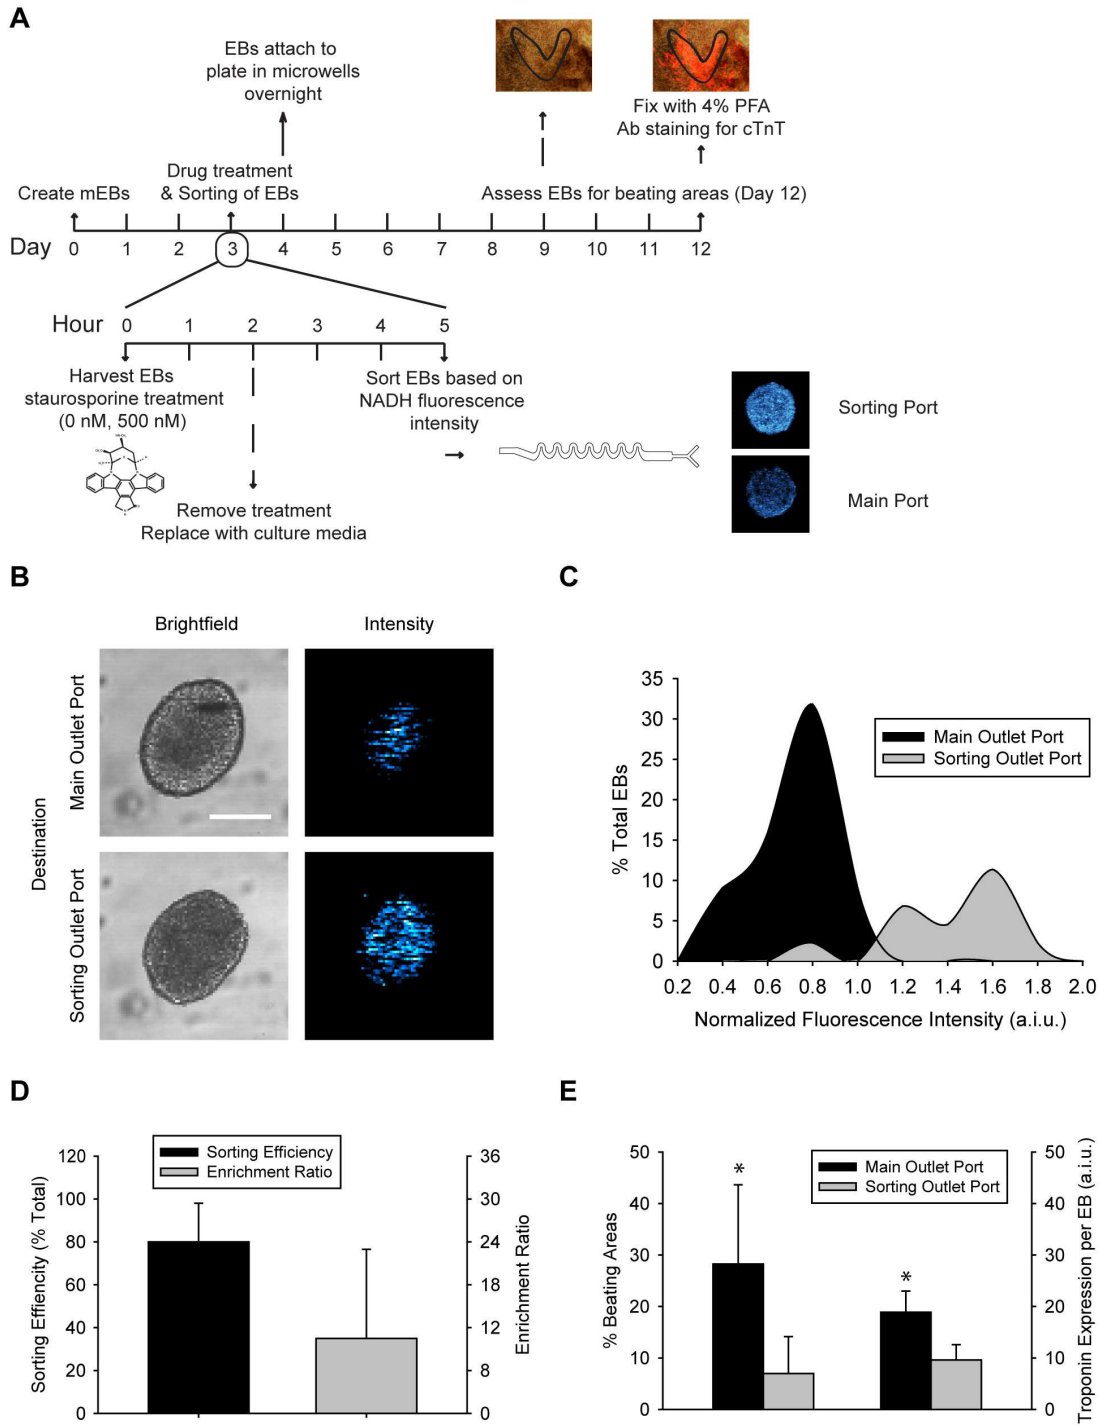 A
EBs attach to
plate in microwells
overnight
Fix with 4% PFA
Ab staining for cTnT
Create mEBs
Drug treatment
& Sorting of EBs
Assess EBs for beating areas (Day 12)
Day
0 1 2 3 4 5 6 7 8 9 10 11 12
Hour
0 1 2 3 4 5
Harvest EBs
staurosporine treatment
(0 nM, 500 nM)
Sort EBs based on
NADH fluorescence
intensity
Remove treatment
Replace with culture media
Sorting Port
Main Port
B
Brightfield
Intensity
Destination
Main Outlet Port
Sorting Outlet Port
C
% Total EBs
35
30
25
20
15
10
5
0
Main Outlet Port
Sorting Outlet Port
0.2 0.4 0.6 0.8 1.0 1.2 1.4 1.6 1.8 2.0
Normalized Fluorescence Intensity (a.i.u.)
D
Sorting Effiencity (% Total)
120
100
80
60
40
20
0
Sorting Efficiency
Enrichment Ratio
36
30
24
18
12
8
0
Enrichment Ratio
E
% Beating Areas
50
40
30
20
10
0
*
*
Main Outlet Port
Sorting Outlet Port
50
40
30
20
10
0
Troponin Expression per EB (a.i.u.)